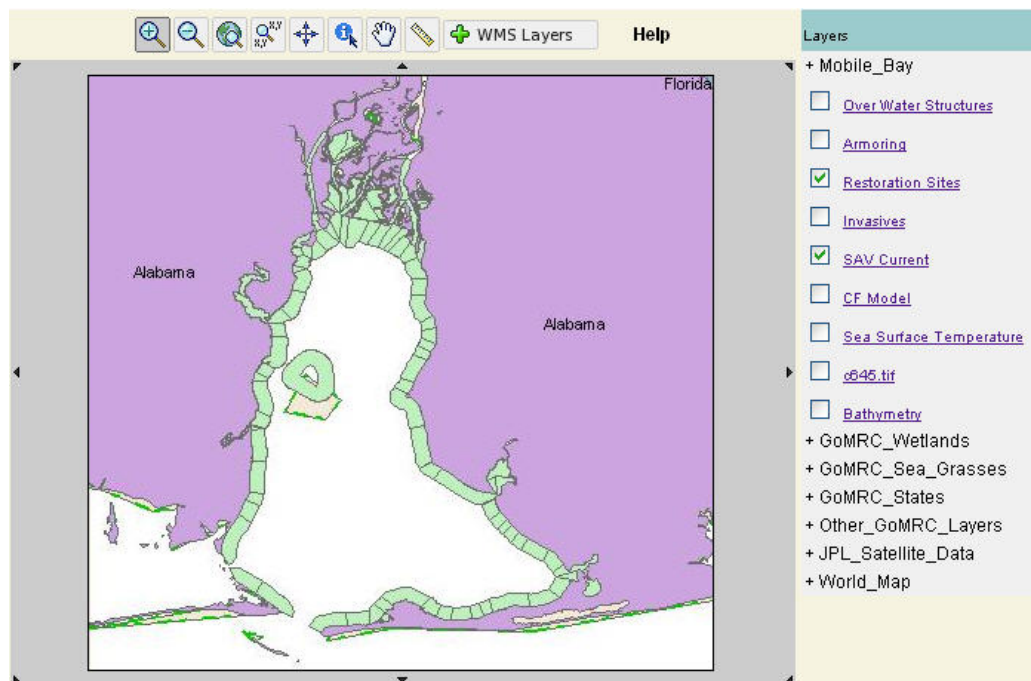 x,y
x,y
WMS Layers
Help
Florida
Alabama
Alabama
Layers
+ Mobile_Bay
Over Water Structures
Armoring
Restoration Sites
Invasives
SAV Current
CF Model
Sea Surface Temperature
c645.tif
Bathymetry
+ GoMRC_Wetlands
+ GoMRC_Sea_Grasses
+ GoMRC_States
+ Other_GoMRC_Layers
+ JPL_Satellite_Data
+ World_Map